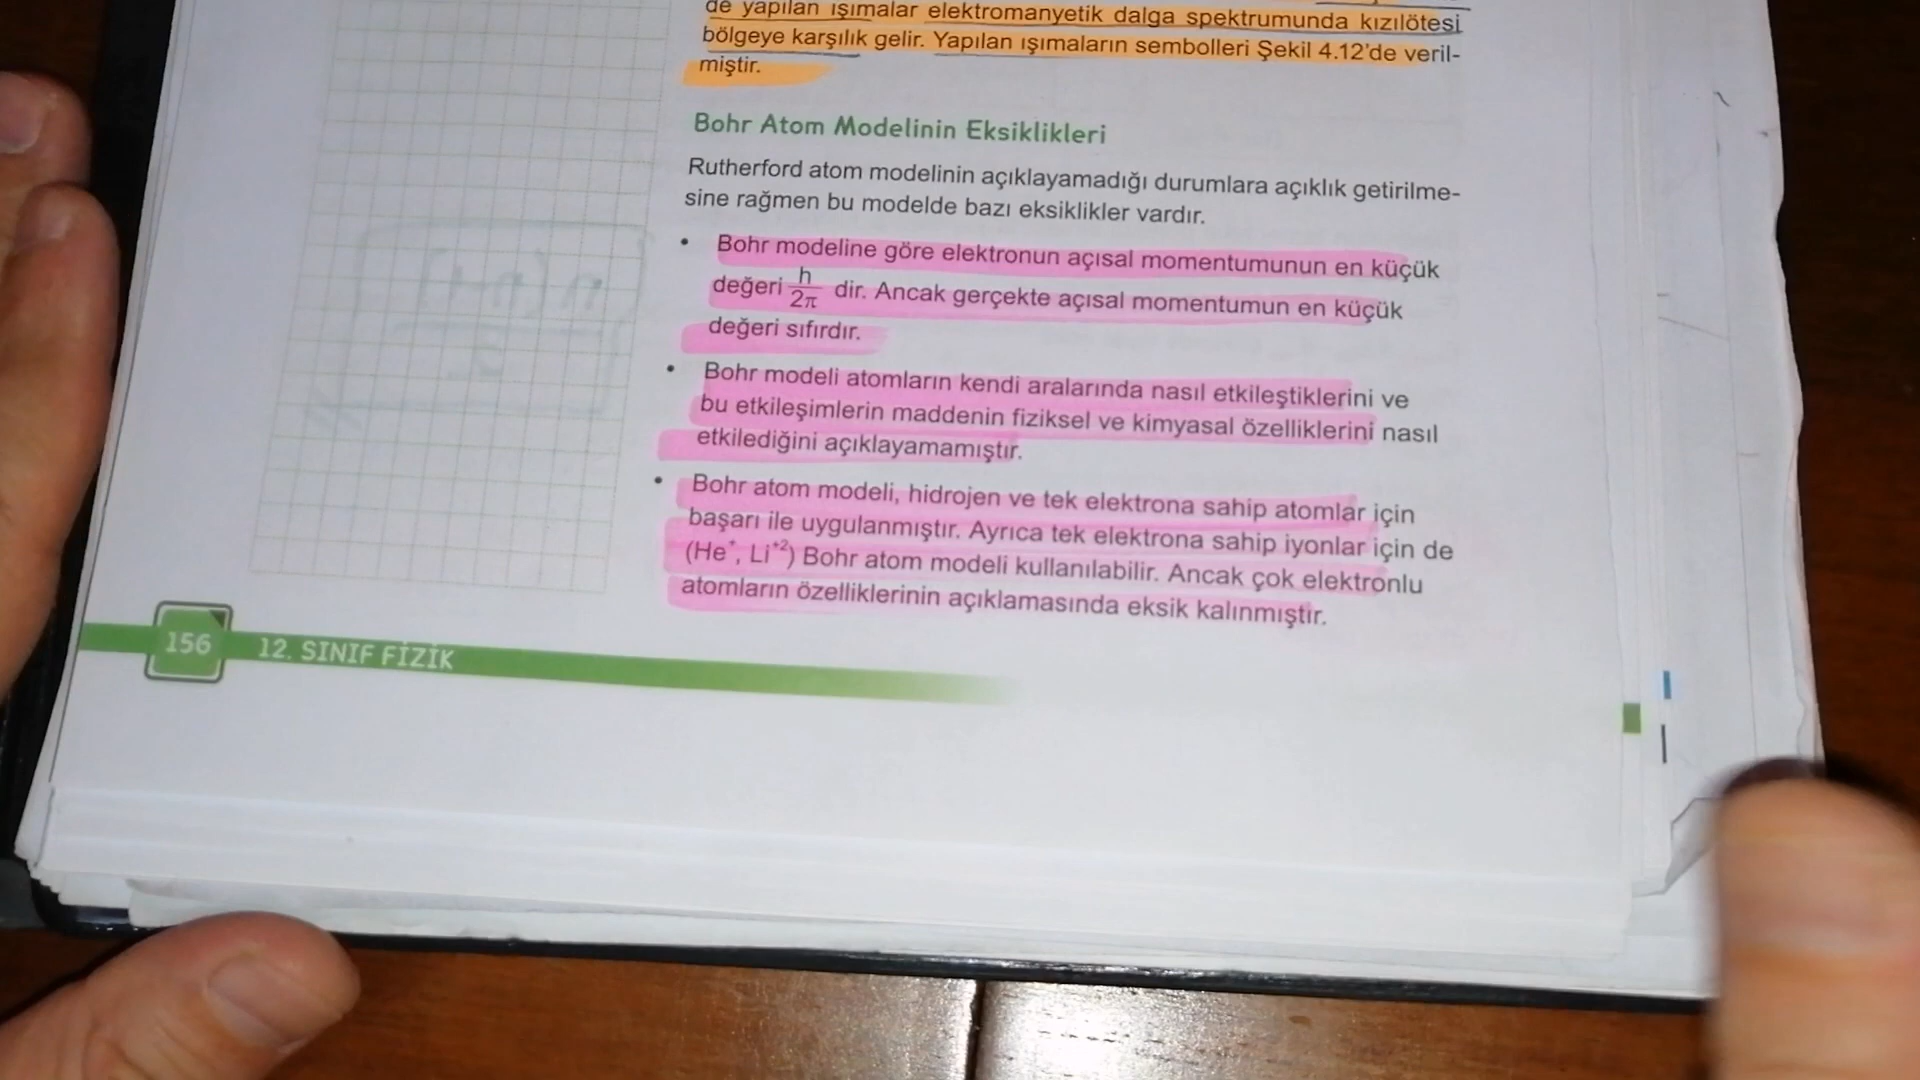 de yapılan ışımalar elektromanyetik dalga spektrumunda kızılötesi
bölgeye karşılık gelir. Yapılan ışımaların sembolleri Şekil 4.12'de veril-
miştir.
Bohr Atom Modelinin Eksiklikleri
Rutherford atom modelinin açıklayamadığı durumlara açıklık getirilme-
sine rağmen bu modelde bazı eksiklikler vardır.
• Bohr modeline göre elektronun açısal momentumunun en küçük
değeri h/2π dir. Ancak gerçekte açısal momentumun en küçük
değeri sıfırdır.
• Bohr modeli atomların kendi aralarında nasıl etkileştiklerini ve
bu etkileşimlerin maddenin fiziksel ve kimyasal özelliklerini nasıl
etkilediğini açıklayamamıştır.
• Bohr atom modeli, hidrojen ve tek elektrona sahip atomlar için
başarı ile uygulanmıştır. Ayrıca tek elektrona sahip iyonlar için de
(He⁺, Li⁺²) Bohr atom modeli kullanılabilir. Ancak çok elektronlu
atomların özelliklerinin açıklamasında eksik kalınmıştır.
156 12. SINIF FİZİK